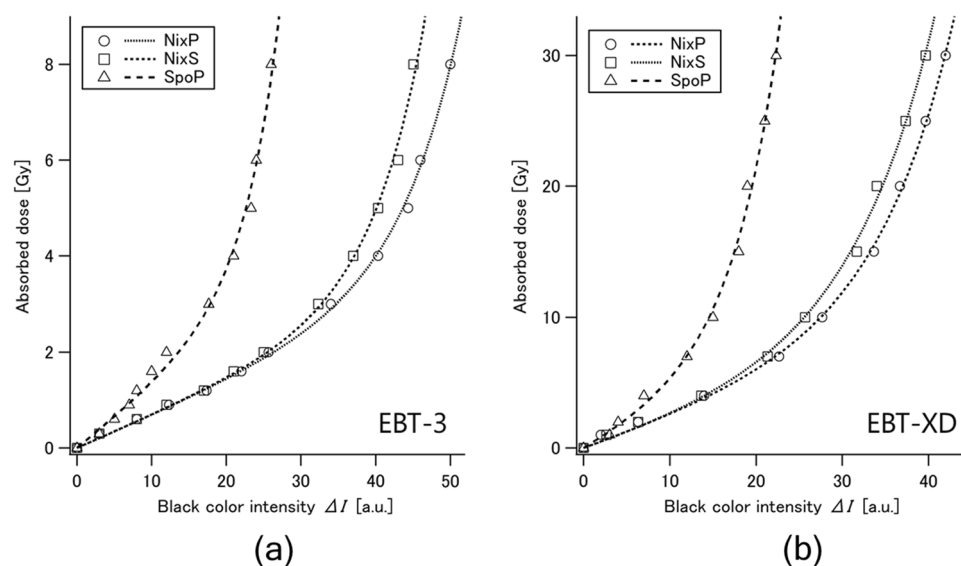 NixP
NixS
SpoP
8
6
4
2
0
Absorbed dose [Gy]
0 10 20 30 40 50
Black color intensity ΔI [a.u.]
EBT-3
(a)
NixP
NixS
SpoP
30
20
10
0
Absorbed dose [Gy]
0 10 20 30 40
Black color intensity ΔI [a.u.]
EBT-XD
(b)